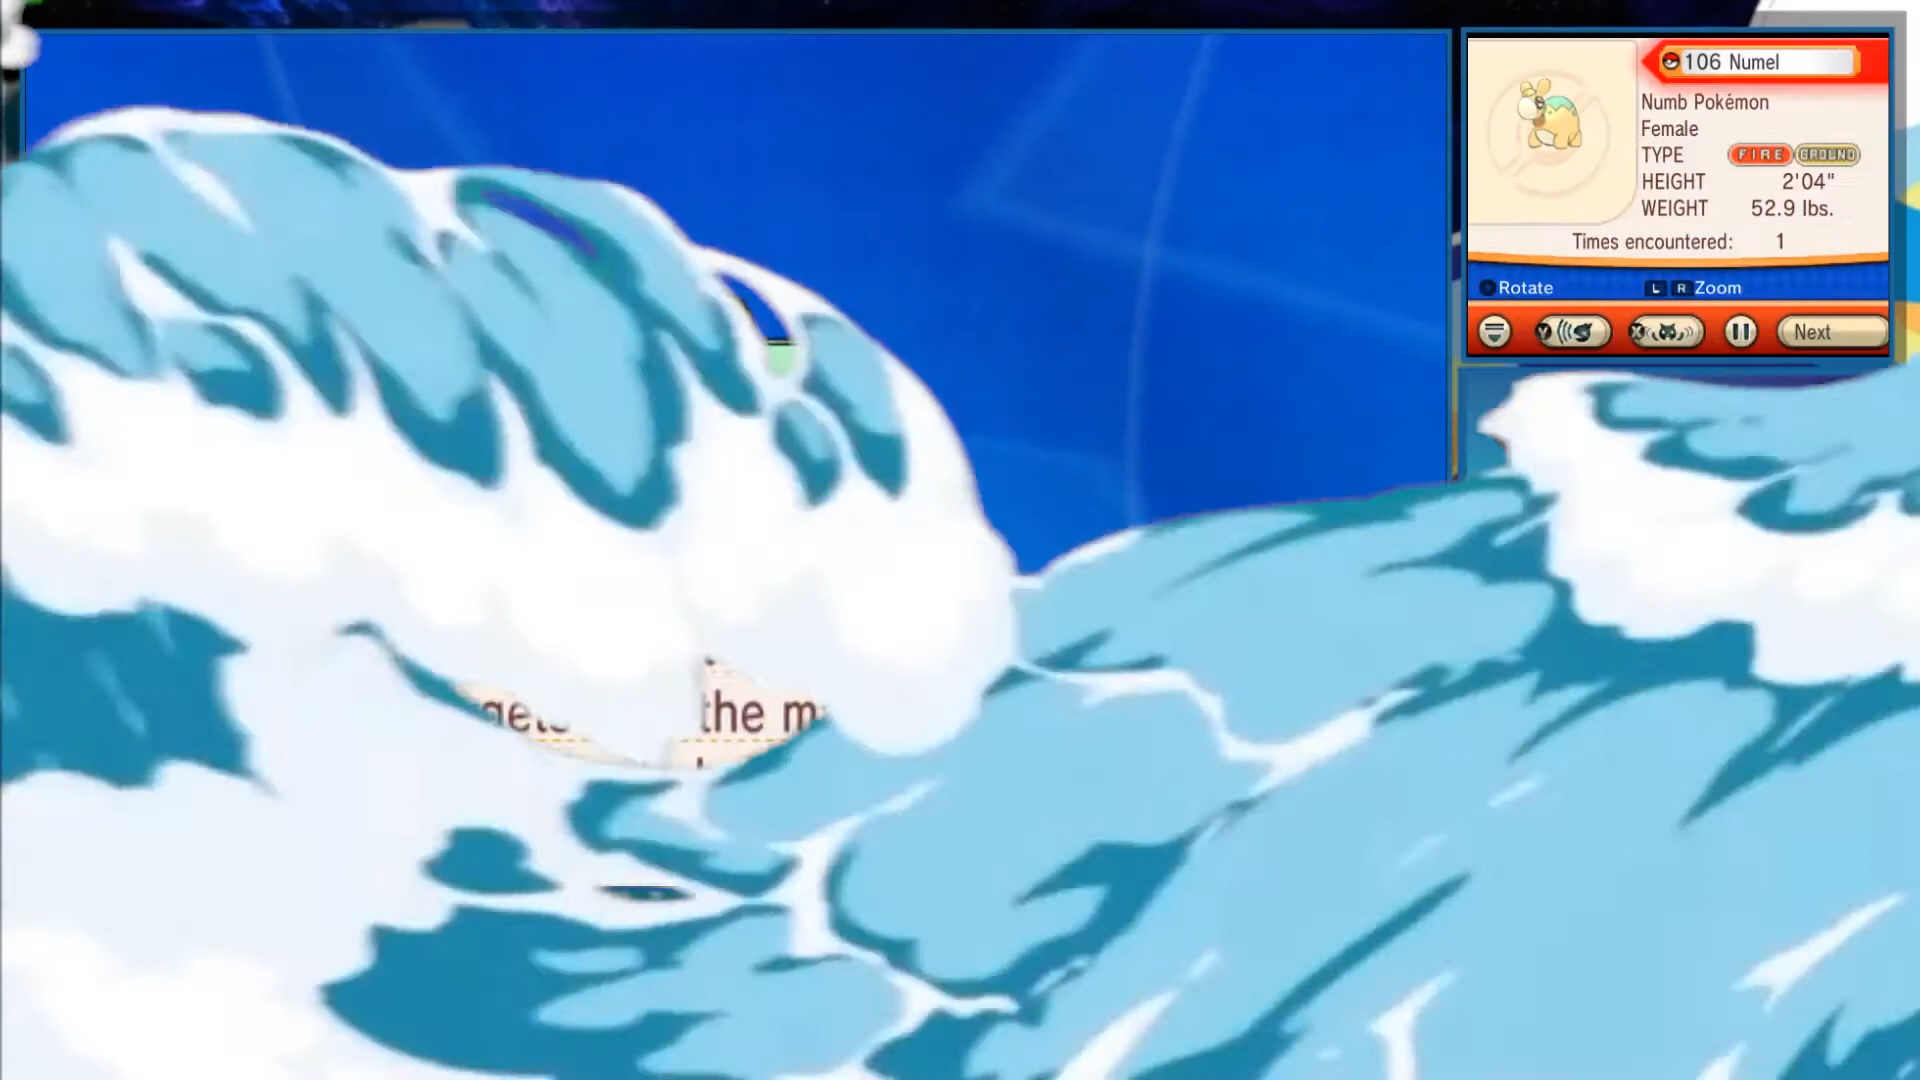 106 Numel
Numb Pokémon
Female
TYPE FIRE GROUND
HEIGHT 2'04"
WEIGHT 52.9 lbs.
Times encountered: 1
Rotate L R Zoom
Y X Next
the